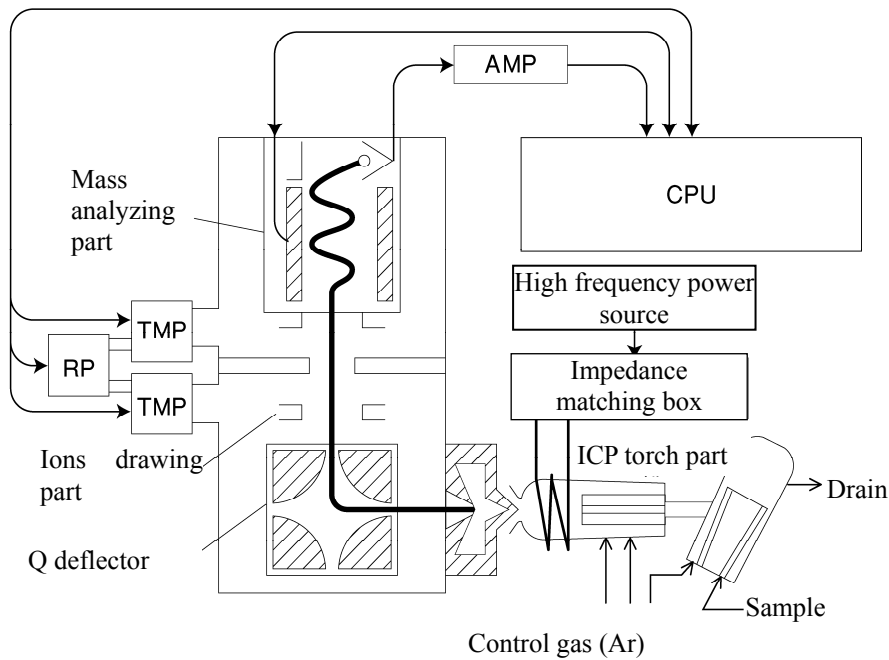 AMP
CPU
Mass
analyzing
part
High frequency power
source
TMP
RP
Impedance
matching box
TMP
Ions drawing
part
ICP torch part
Drain
Q deflector
Sample
Control gas (Ar)